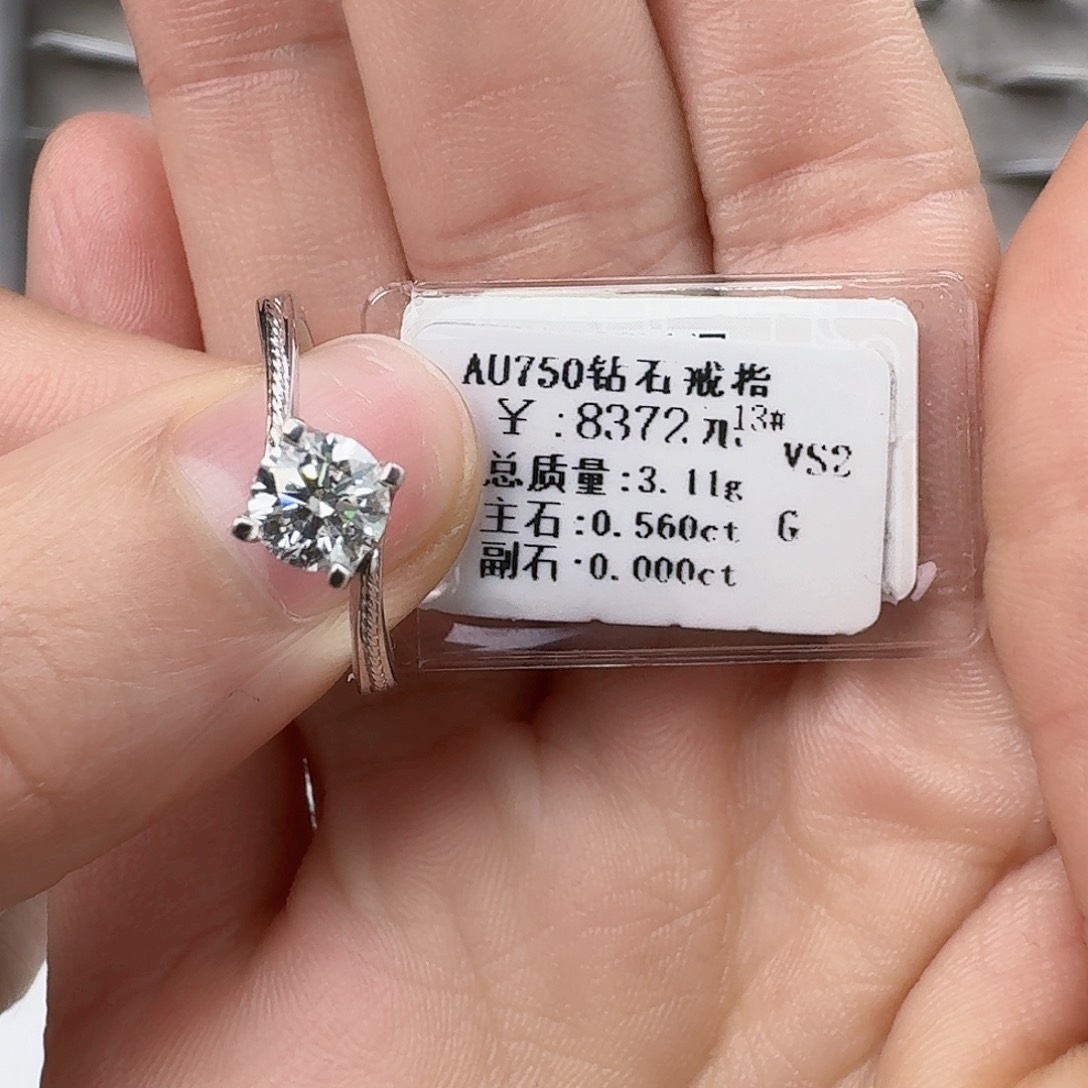 AU750钻石戒指
¥:8372元 13#
VS2
总质量:3.11g
主石:0.560ct G
副石:0.000ct